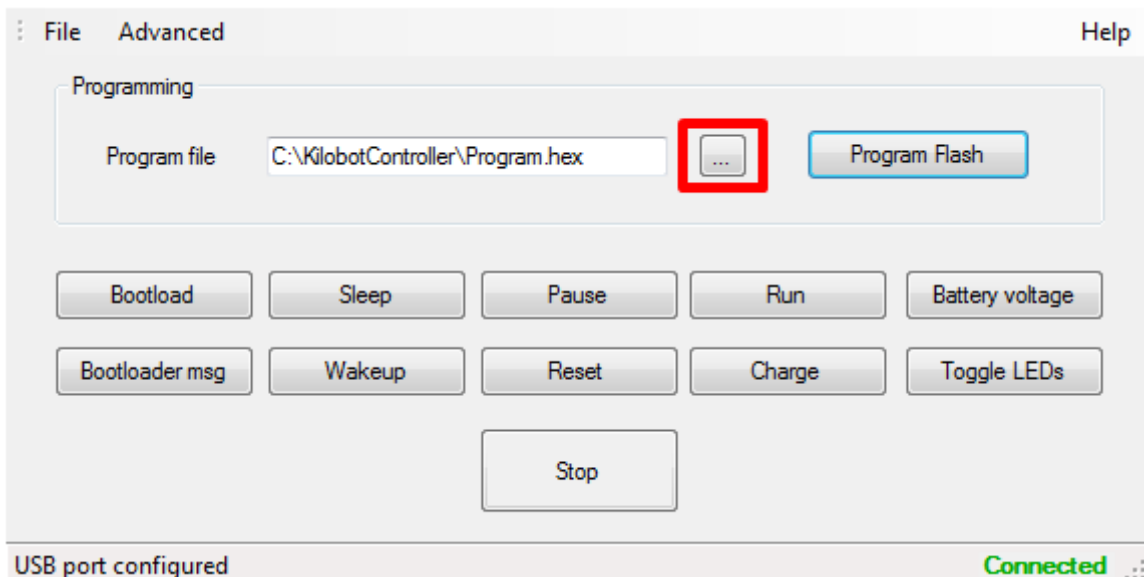 File Advanced Help
Programming
Program file C:\KilobotController\Program.hex ... Program Flash
Bootload Sleep Pause Run Battery voltage
Bootloader msg Wakeup Reset Charge Toggle LEDs
Stop
USB port configured Connected